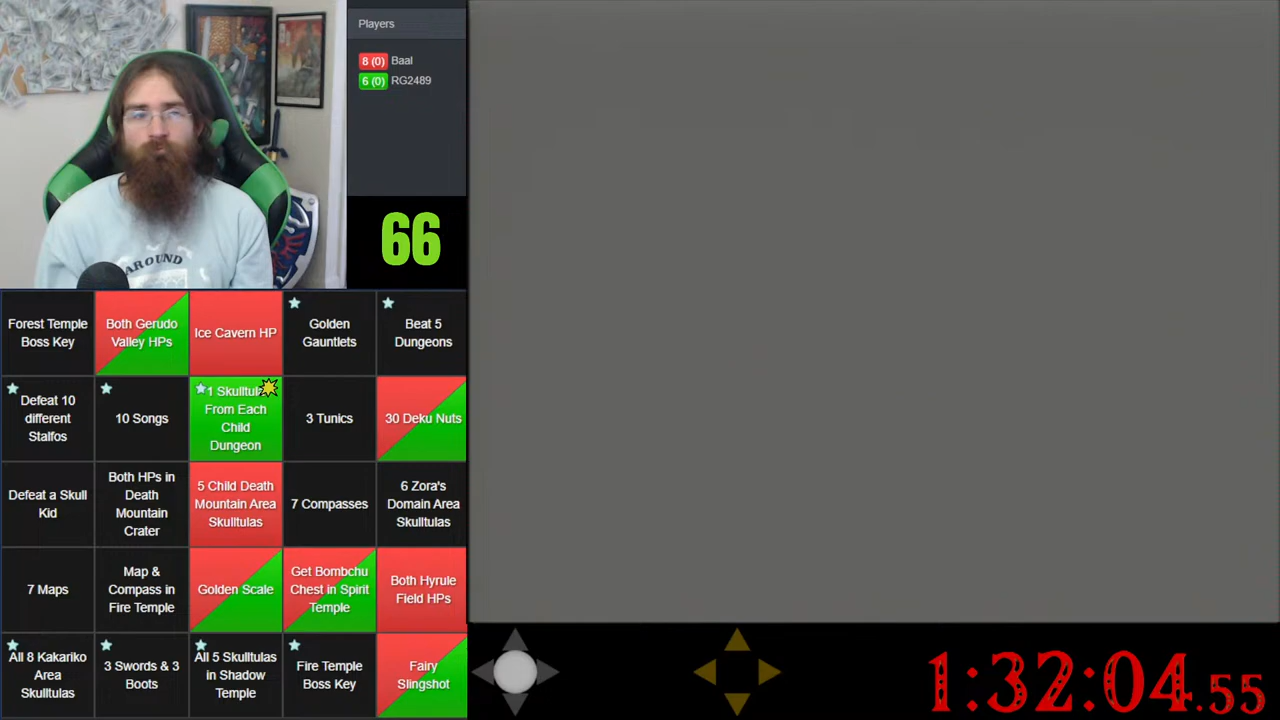 Players
8 (0) Baal
6 (0) RG2489
66
AROUND
Forest Temple
Boss Key
Both Gerudo
Valley HPs
Ice Cavern HP
Golden
Gauntlets
Beat 5
Dungeons
Defeat 10
different
Stalfos
10 Songs
1 Skulltula
From Each
Child
Dungeon
3 Tunics
30 Deku Nuts
Defeat a Skull
Kid
Both HPs in
Death
Mountain
Crater
5 Child Death
Mountain Area
Skulltulas
7 Compasses
6 Zora's
Domain Area
Skulltulas
7 Maps
Map &
Compass in
Fire Temple
Golden Scale
Get Bombchu
Chest in Spirit
Temple
Both Hyrule
Field HPs
All 8 Kakariko
Area
Skulltulas
3 Swords & 3
Boots
All 5 Skulltulas
in Shadow
Temple
Fire Temple
Boss Key
Fairy
Slingshot
1:32:04.55